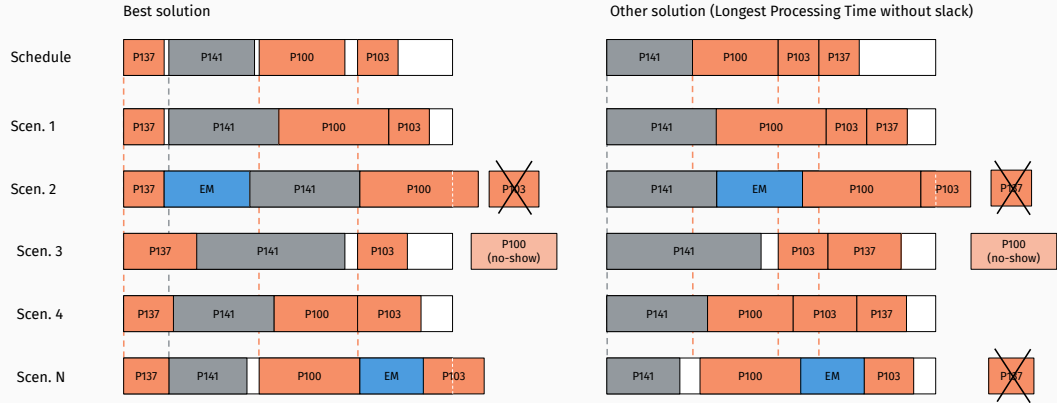 Best solution
Other solution (Longest Processing Time without slack)
Schedule
P137
P141
P100
P103
P141
P100
P103
P137
Scen. 1
P137
P141
P100
P103
P141
P100
P103
P137
Scen. 2
P137
EM
P141
P100
P103
P141
EM
P100
P103
P137
Scen. 3
P137
P141
P103
P100
(no-show)
P141
P103
P137
P100
(no-show)
Scen. 4
P137
P141
P100
P103
P141
P100
P103
P137
Scen. N
P137
P141
P100
EM
P103
P141
P100
EM
P103
P137